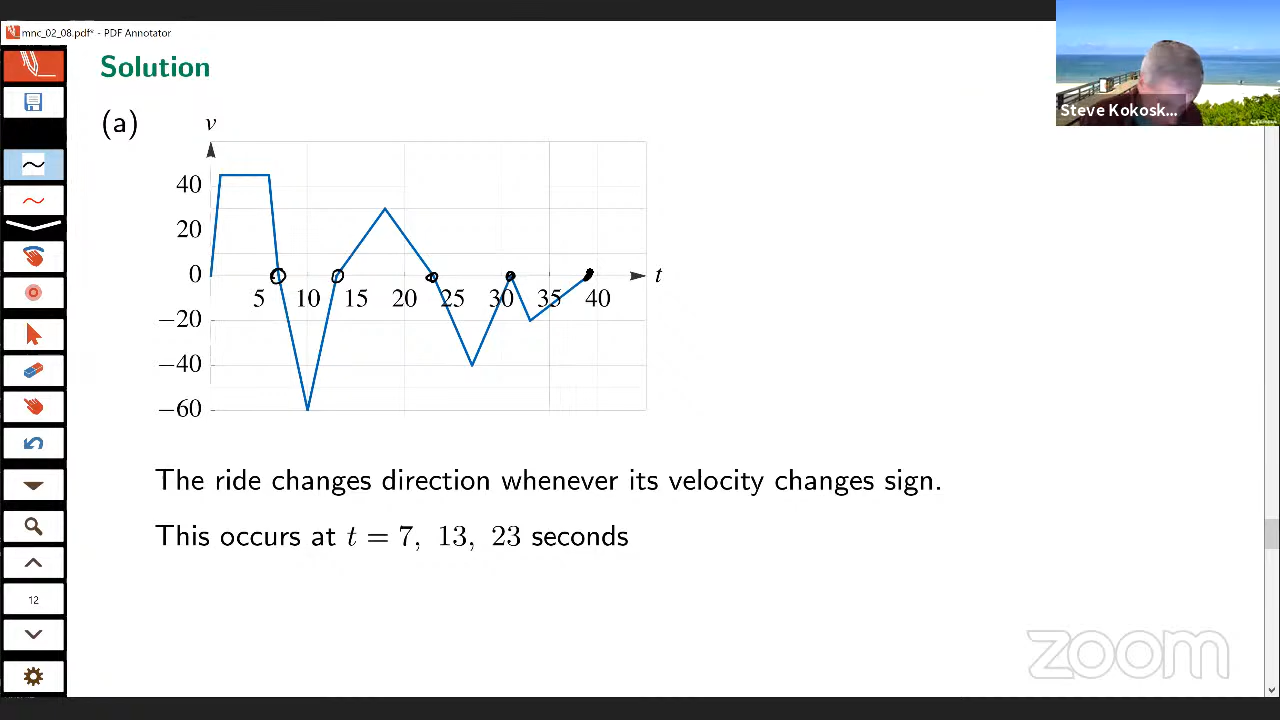 mnc_02_08.pdf* - PDF Annotator
Steve Kokosk...
Solution
(a)
v
40
20
0
t
5 10 15 20 25 30 35 40
−20
−40
−60
The ride changes direction whenever its velocity changes sign.
This occurs at t = 7, 13, 23 seconds
12
zoom